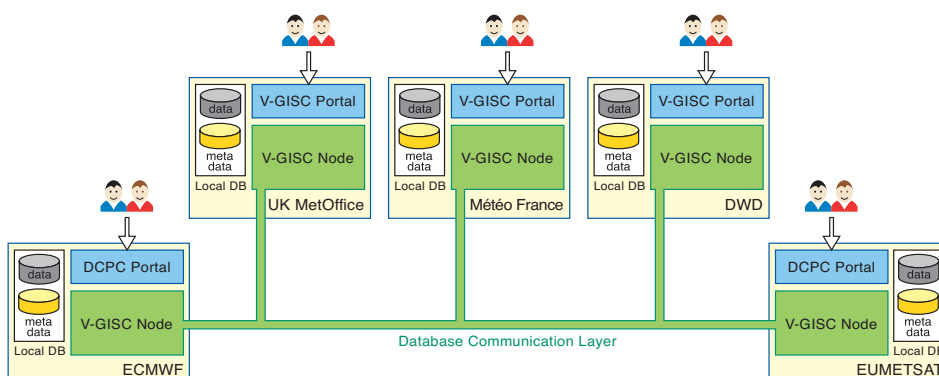 data
meta
data
Local DB
V-GISC Portal
V-GISC Node
UK MetOffice
data
meta
data
Local DB
V-GISC Portal
V-GISC Node
Météo France
data
meta
data
Local DB
V-GISC Portal
V-GISC Node
DWD
data
meta
data
Local DB
DCPC Portal
V-GISC Node
ECMWF
Database Communication Layer
DCPC Portal
V-GISC Node
data
meta
data
Local DB
EUMETSAT